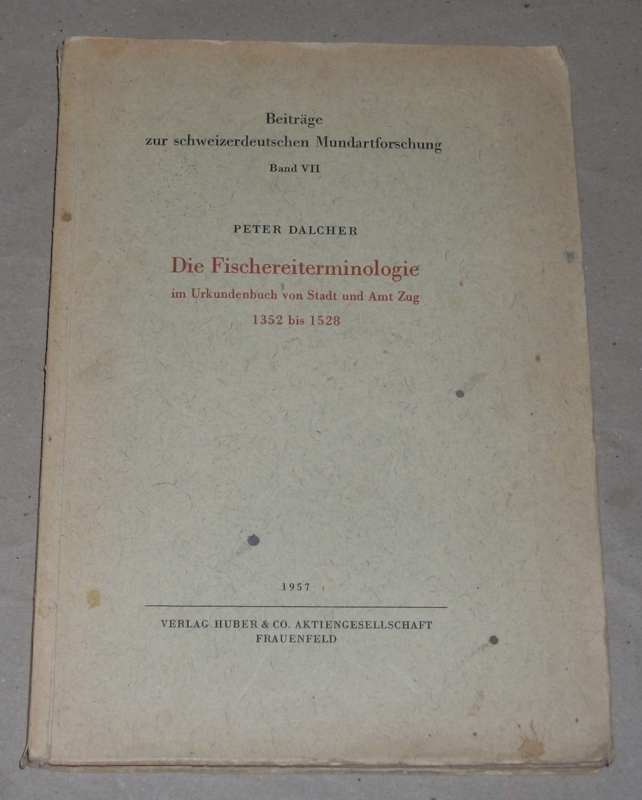 Beiträge
zur schweizerdeutschen Mundartforschung
Band VII
PETER DALCHER
Die Fischereiterminologie
im Urkundenbuch von Stadt und Amt Zug
1352 bis 1528
1957
VERLAG HUBER & CO. AKTIENGESELLSCHAFT
FRAUENFELD